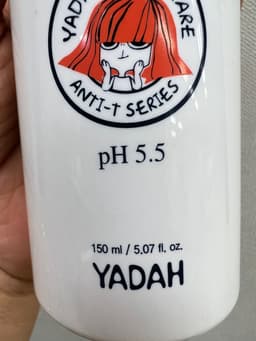 ANTI-T SERIES
pH 5.5
150 ml / 5,07 fl. oz.
YADAH